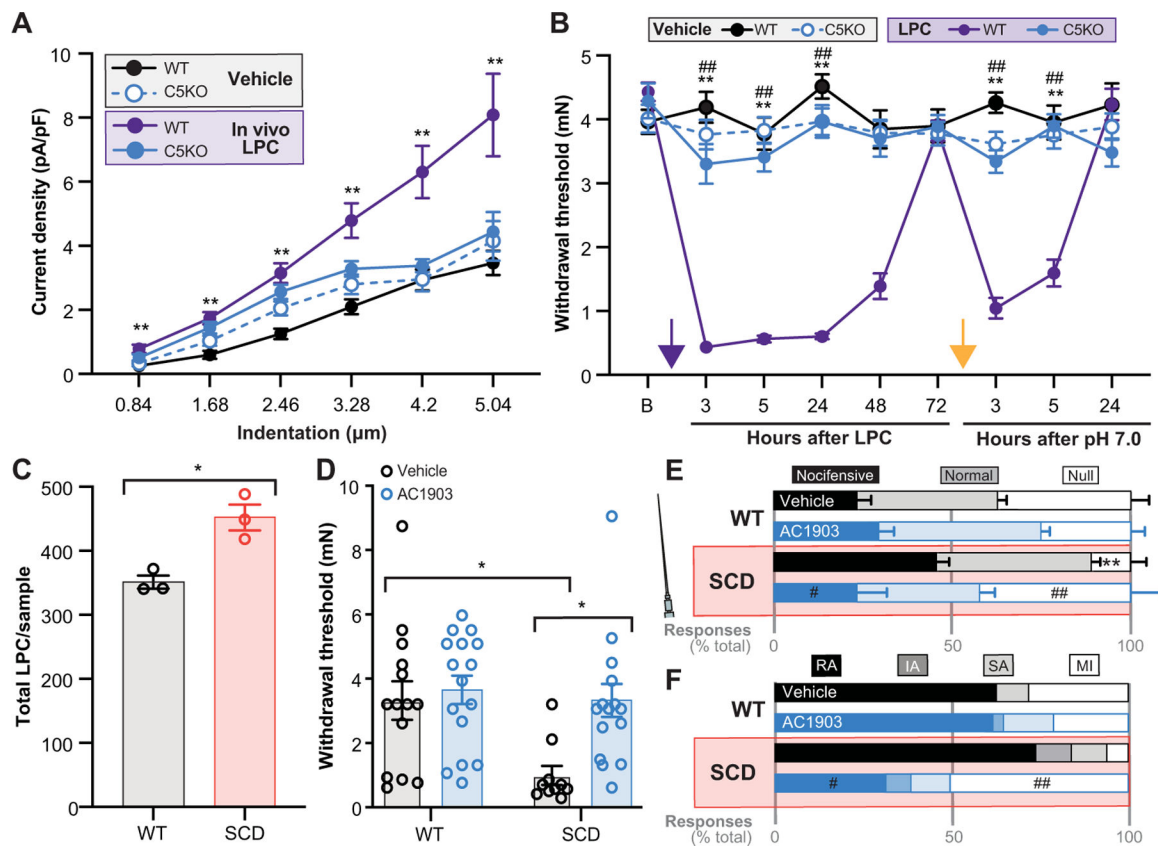 A
WT
C5KO
Vehicle
WT
C5KO
In vivo
LPC
Current density (pA/pF)
10
8
6
4
2
0
**
**
**
**
**
**
0.84
1.68
2.46
3.28
4.2
5.04
Indentation (μm)
B
Vehicle
WT
C5KO
LPC
WT
C5KO
Withdrawal threshold (mN)
5
4
3
2
1
0
##
**
##
**
##
**
##
**
##
**
B
3
5
24
48
72
3
5
24
Hours after LPC
Hours after pH 7.0
C
Total LPC/sample
500
400
300
200
100
0
*
WT
SCD
D
Vehicle
AC1903
Withdrawal threshold (mN)
10
8
6
4
2
0
*
*
WT
SCD
E
Nocifensive
Normal
Null
WT
Vehicle
AC1903
SCD
**
#
##
Responses
(% total)
0
50
100
F
RA
IA
SA
MI
WT
Vehicle
AC1903
SCD
#
##
Responses
(% total)
0
50
100